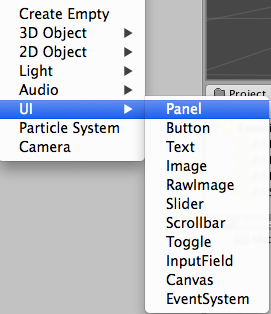 Create Empty
3D Object
2D Object
Light
Audio
UI
Particle System
Camera
Project
Panel
Button
Text
Image
RawImage
Slider
Scrollbar
Toggle
InputField
Canvas
EventSystem